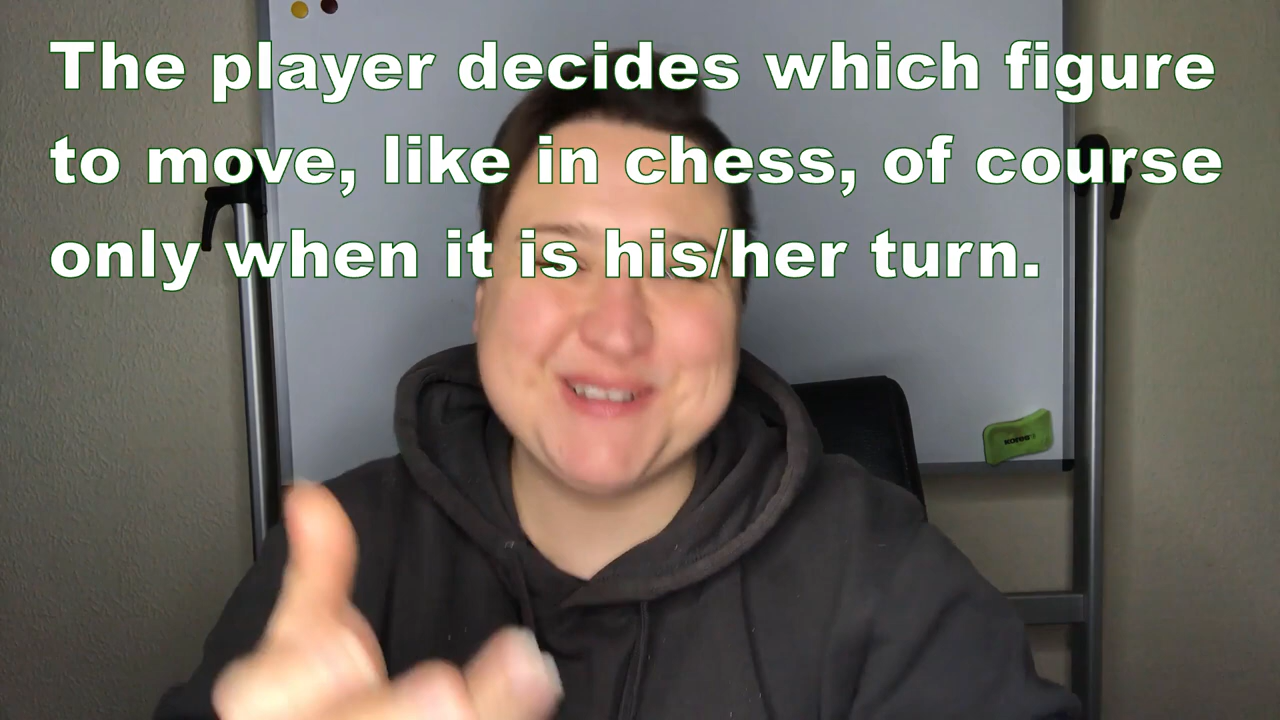 The player decides which figure
to move, like in chess, of course
only when it is his/her turn.
KORES